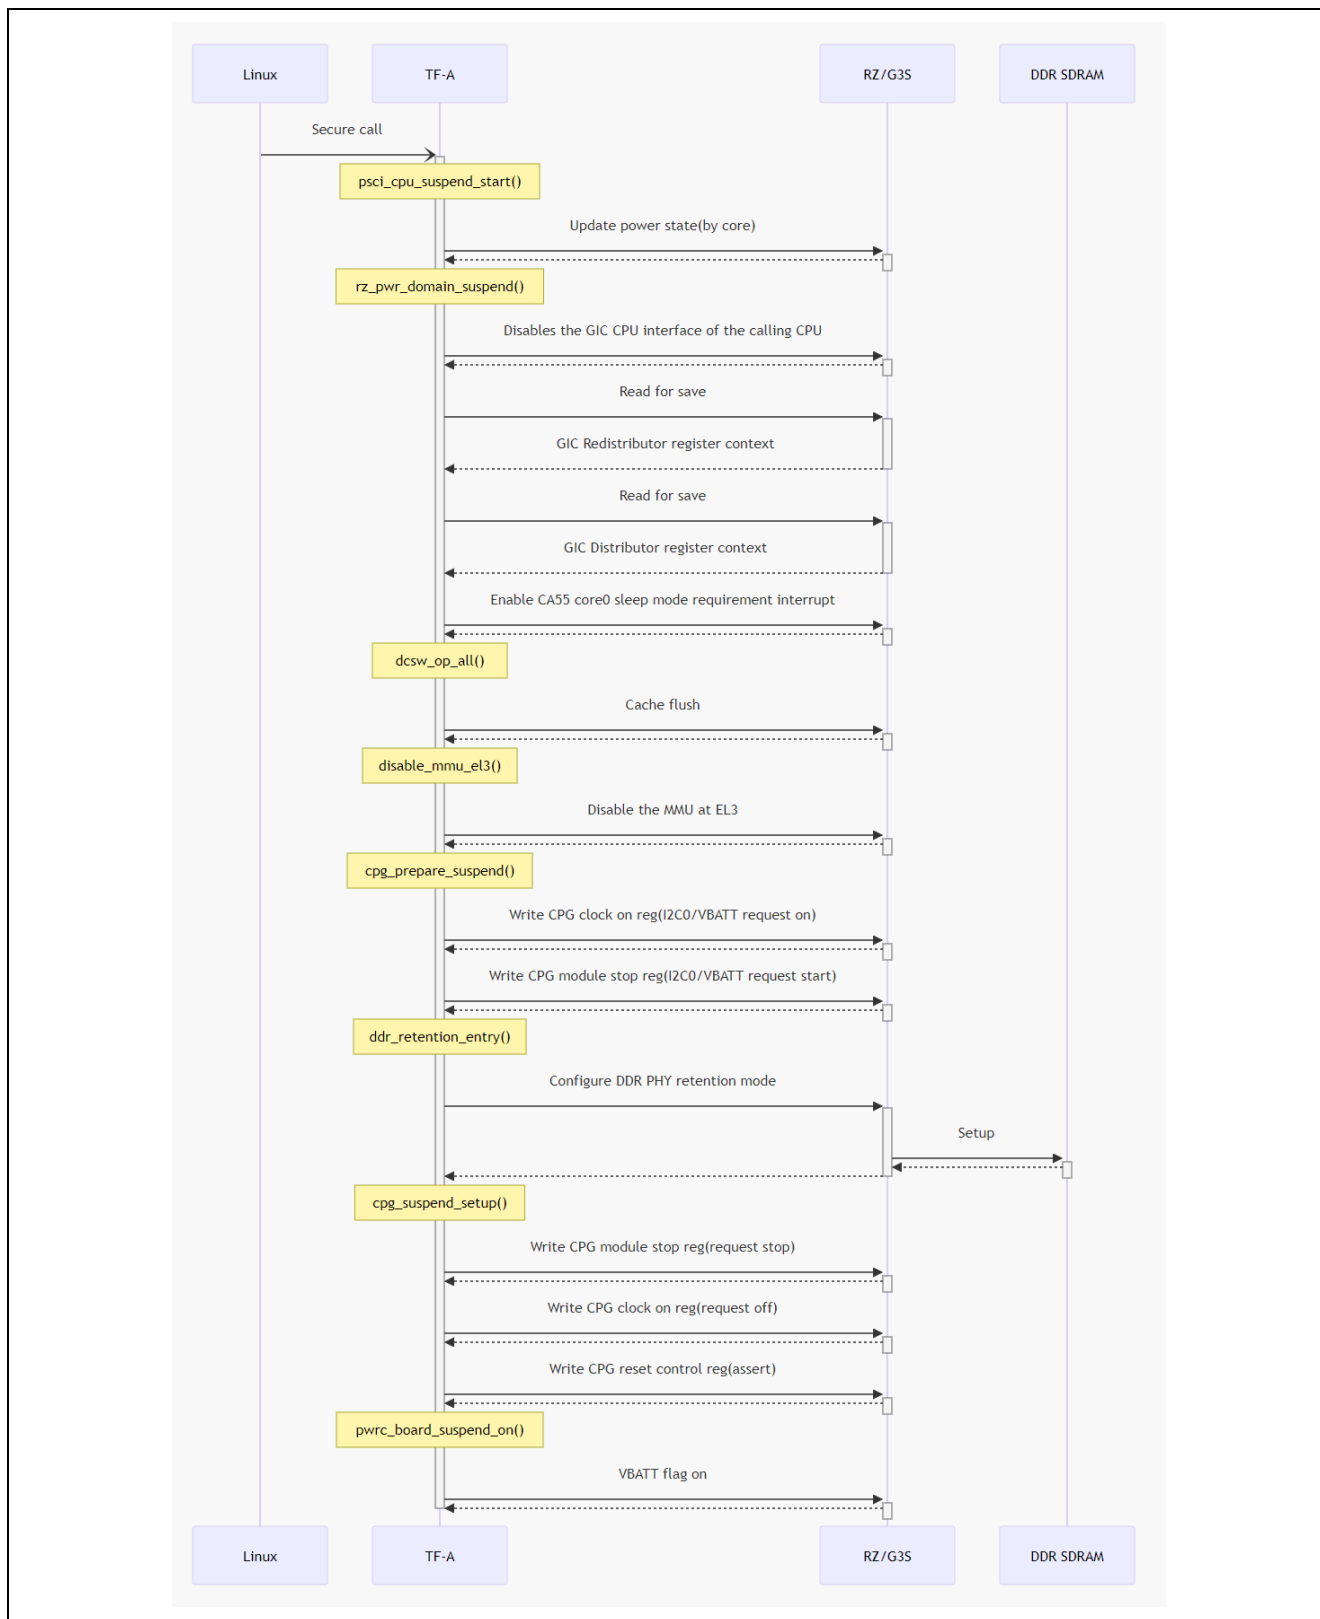 Linux
TF-A
RZ/G3S
DDR SDRAM
Secure call
psci_cpu_suspend_start()
Update power state(by core)
rz_pwr_domain_suspend()
Disables the GIC CPU interface of the calling CPU
Read for save
GIC Redistributor register context
Read for save
GIC Distributor register context
Enable CA55 core0 sleep mode requirement interrupt
dcsw_op_all()
Cache flush
disable_mmu_el3()
Disable the MMU at EL3
cpg_prepare_suspend()
Write CPG clock on reg(I2C0/VBATT request on)
Write CPG module stop reg(I2C0/VBATT request start)
ddr_retention_entry()
Configure DDR PHY retention mode
Setup
cpg_suspend_setup()
Write CPG module stop reg(request stop)
Write CPG clock on reg(request off)
Write CPG reset control reg(assert)
pwrc_board_suspend_on()
VBATT flag on
Linux
TF-A
RZ/G3S
DDR SDRAM